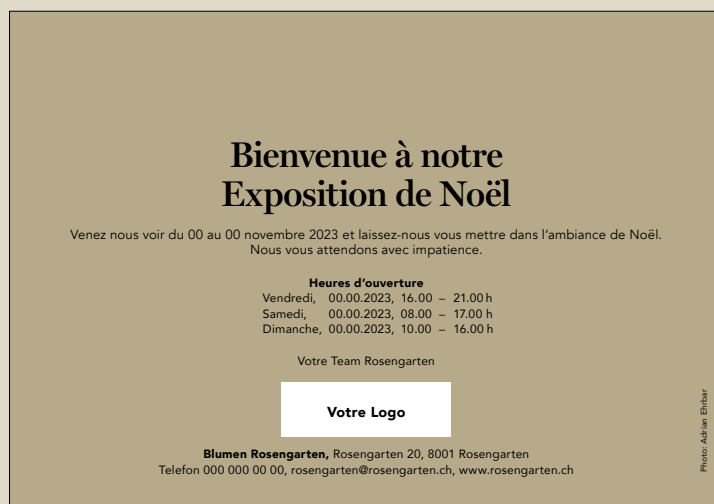 Bienvenue à notre
Exposition de Noël
Venez nous voir du 00 au 00 novembre 2023 et laissez-nous vous mettre dans l'ambiance de Noël.
Nous vous attendons avec impatience.
Heures d'ouverture
Vendredi, 00.00.2023, 16.00 – 21.00 h
Samedi, 00.00.2023, 08.00 – 17.00 h
Dimanche, 00.00.2023, 10.00 – 16.00 h
Votre Team Rosengarten
Votre Logo
Blumen Rosengarten, Rosengarten 20, 8001 Rosengarten
Telefon 000 000 00 00, rosengarten@rosengarten.ch, www.rosengarten.ch
Photo: Adrian Ehrbar